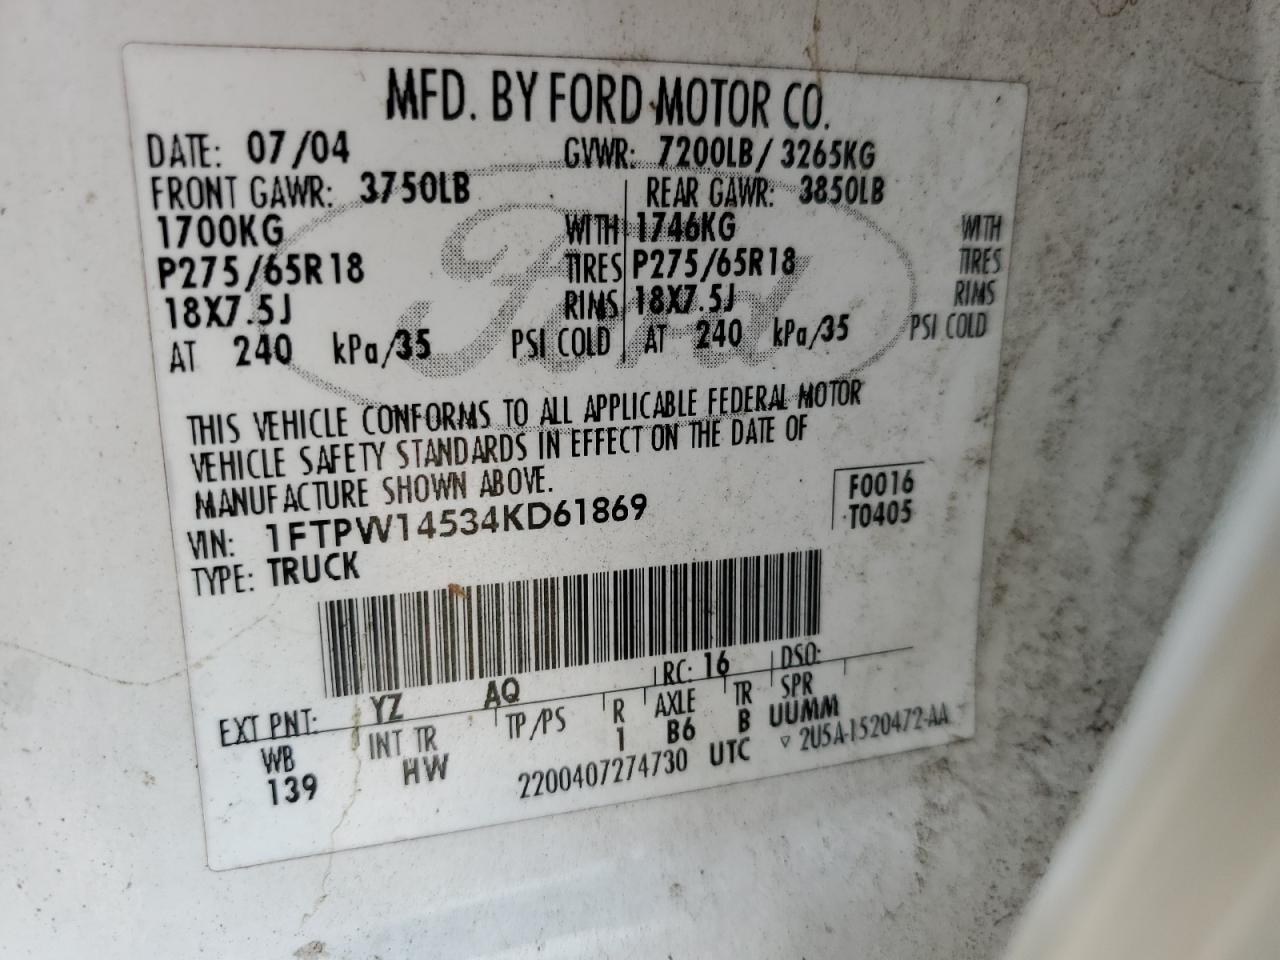 MFD. BY FORD MOTOR CO.
DATE: 07/04 GVWR: 7200LB/ 3265KG
FRONT GAWR: 3750LB REAR GAWR: 3850LB
1700KG WITH 1746KG WITH
P275/65R18 TIRES P275/65R18 TIRES
18X7.5J RIMS 18X7.5J RIMS
AT 240 kPa/35 PSI COLD AT 240 kPa/35 PSI COLD
Ford
THIS VEHICLE CONFORMS TO ALL APPLICABLE FEDERAL MOTOR
VEHICLE SAFETY STANDARDS IN EFFECT ON THE DATE OF
MANUFACTURE SHOWN ABOVE.
F0016
VIN: 1FTPW14534KD61869 T0405
TYPE: TRUCK
EXT PNT: YZ AQ RC: 16 DSO:
WB INT TR TP/PS R AXLE TR SPR
139 HW 1 B6 B UUMM
2200407274730 UTC ▽ 2U5A-1520472-AA